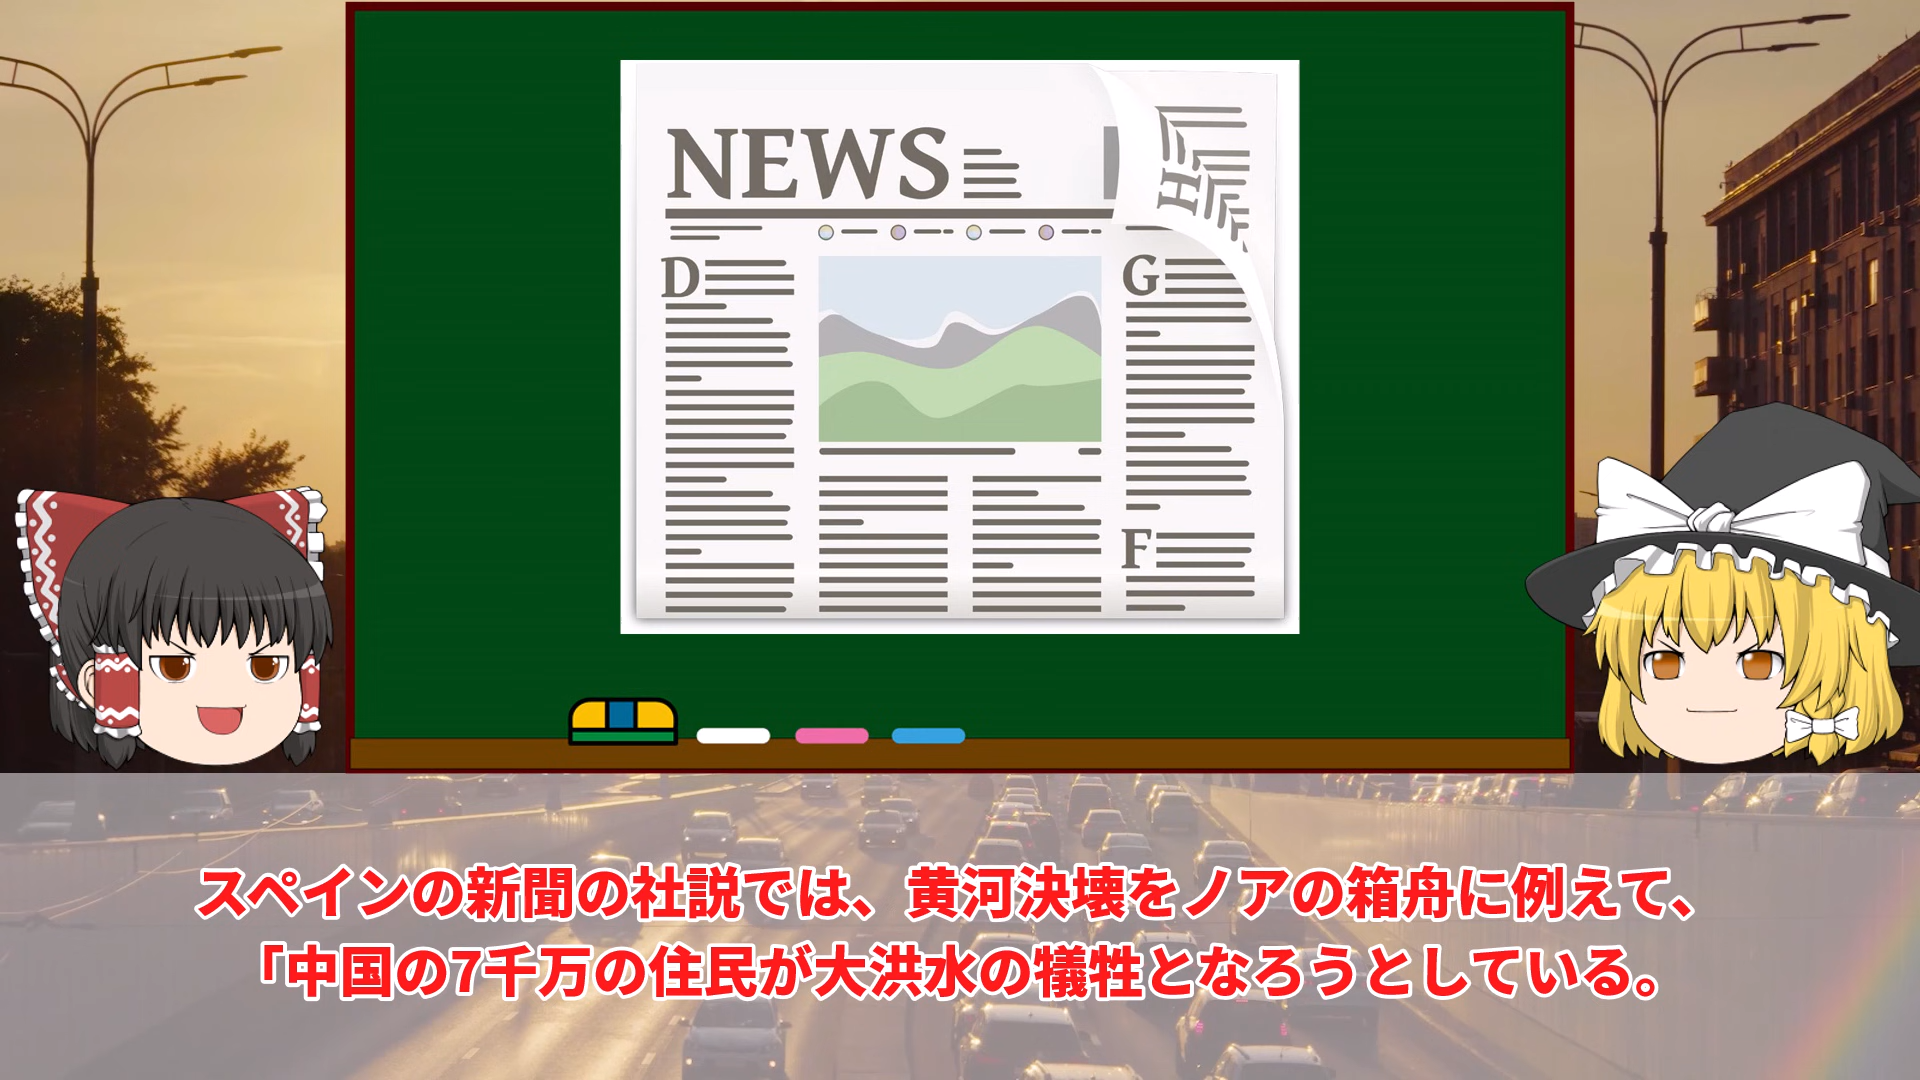 NEWS
H
D
G
F
スペインの新聞の社説では、黄河決壊をノアの箱舟に例えて、
「中国の7千万の住民が大洪水の犠牲となろうとしている。